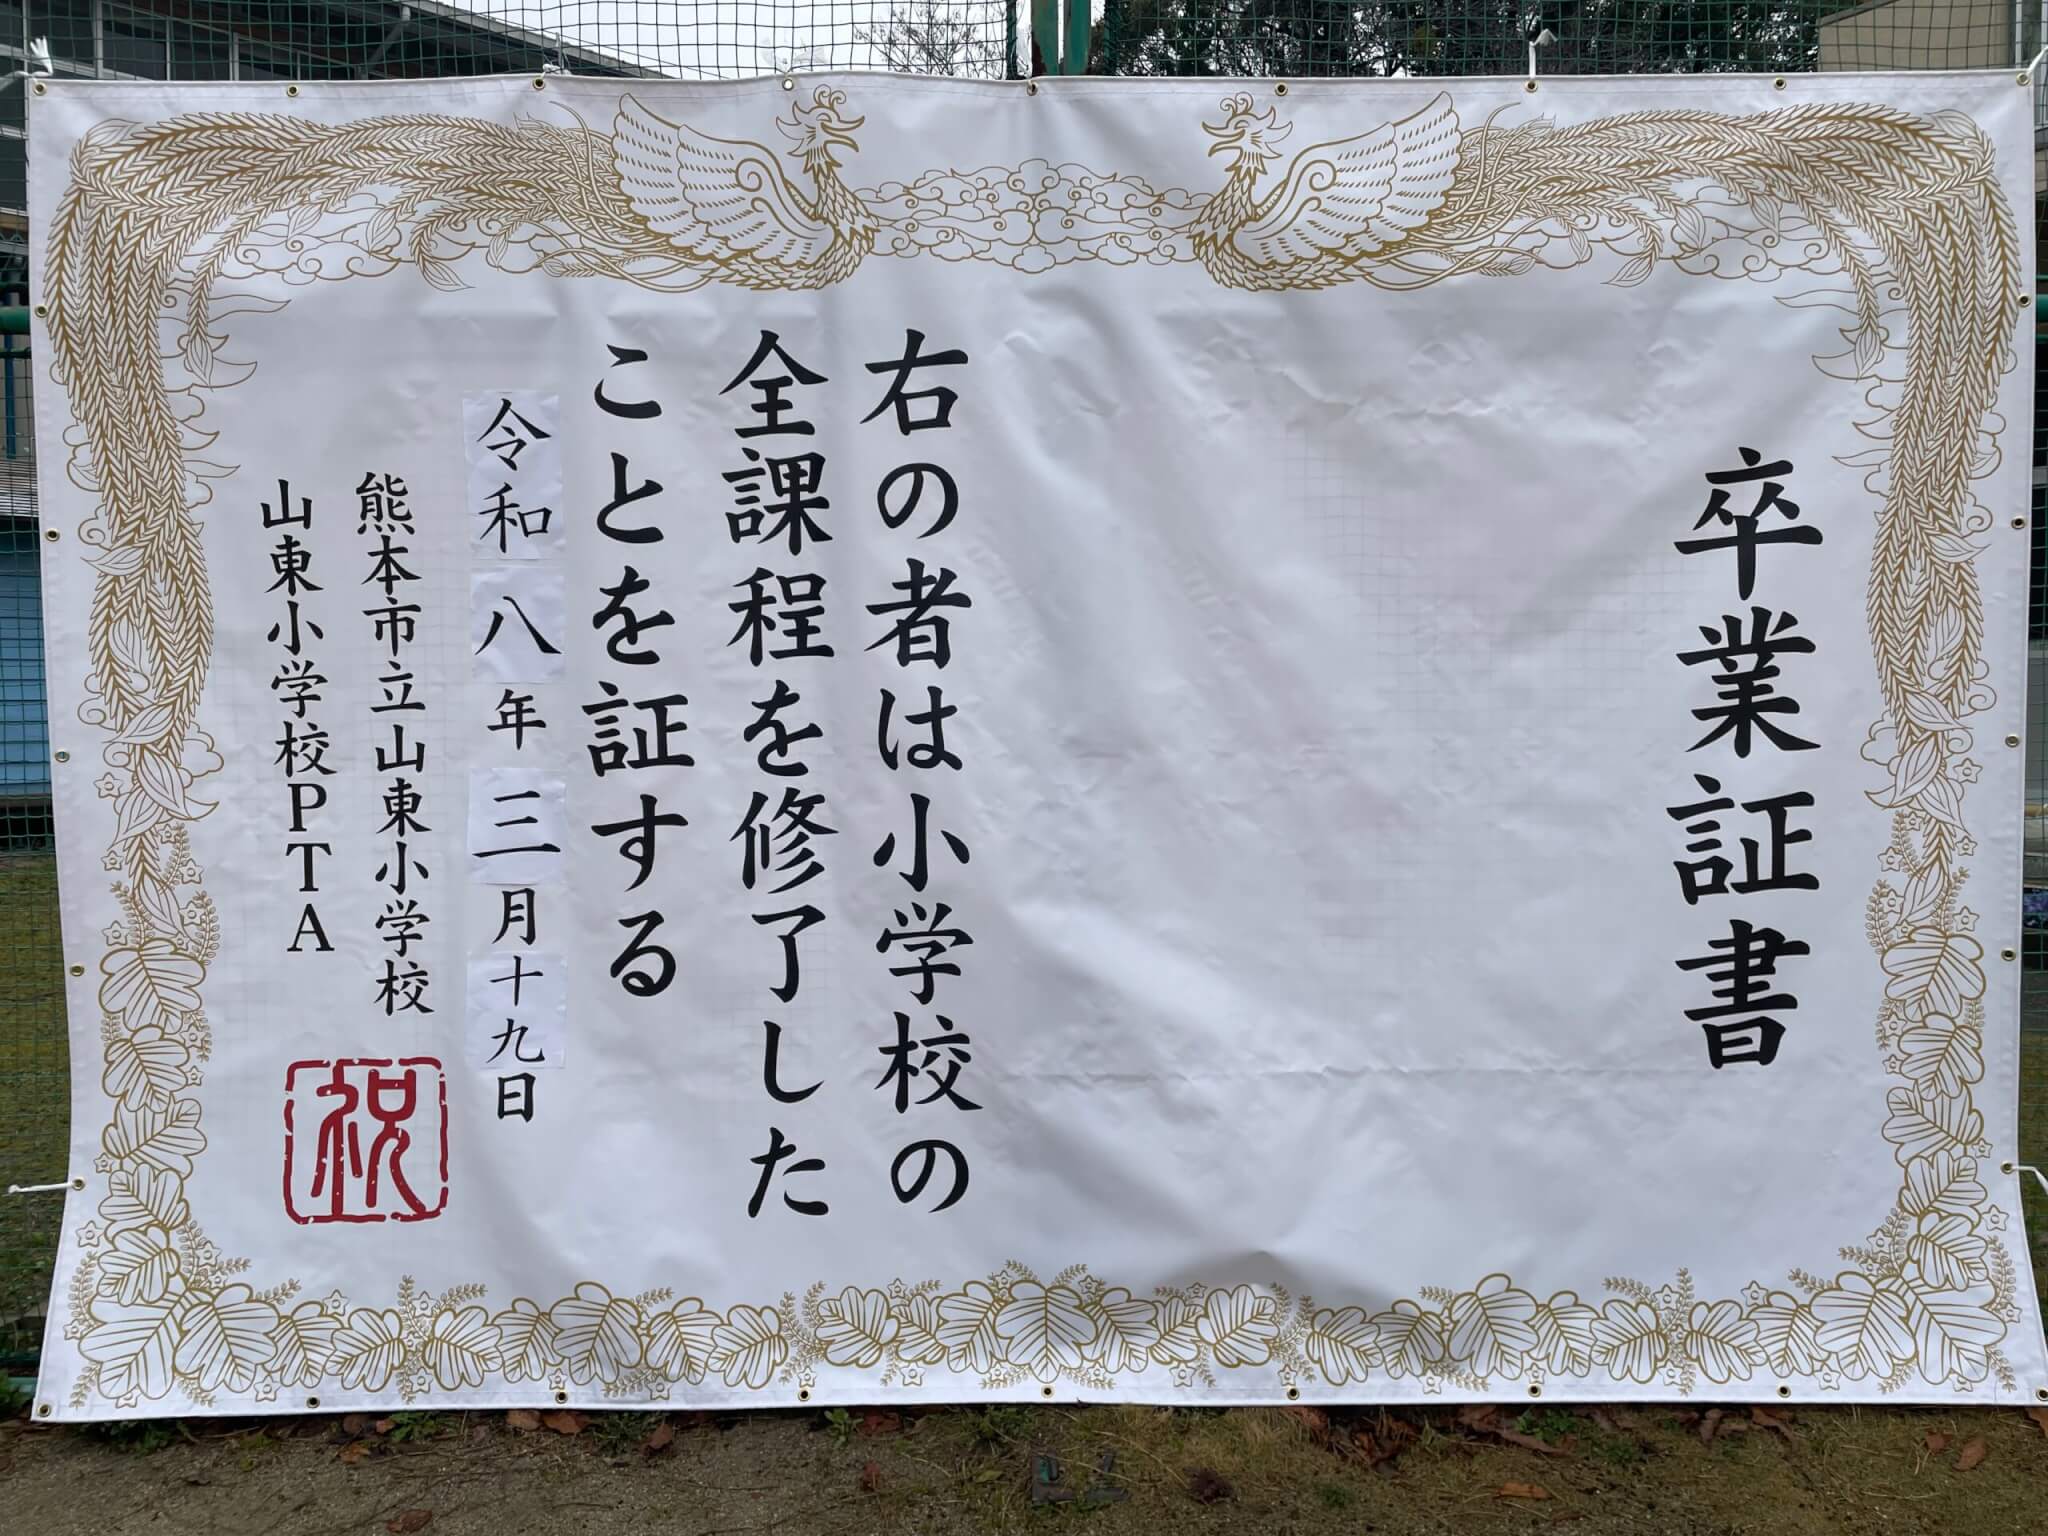 卒業証書
右の者は小学校の
全課程を修了した
ことを証する
令和八年三月十九日
熊本市立山東小学校
山東小学校PTA
祝